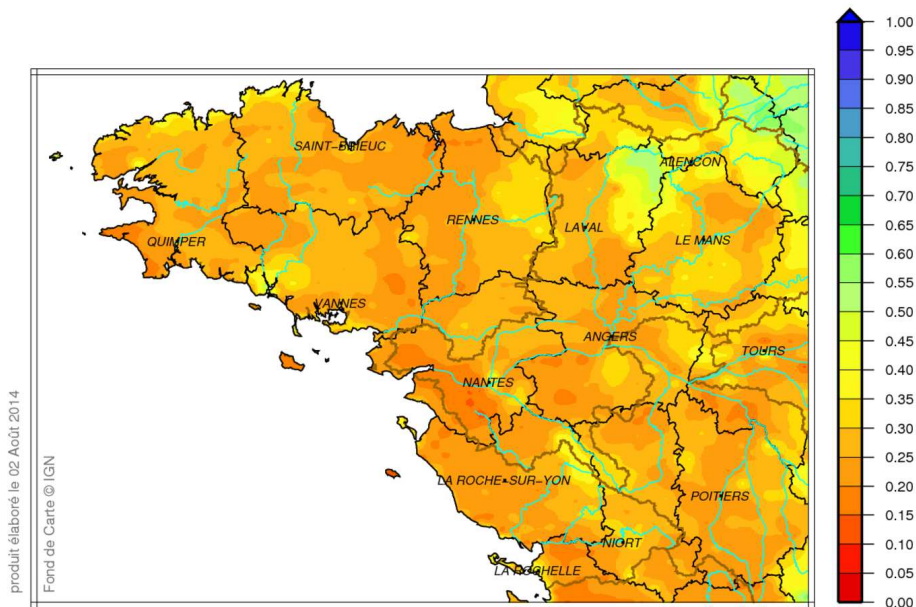 1.00
0.95
0.90
0.85
0.80
0.75
0.70
0.65
0.60
0.55
0.50
0.45
0.40
0.35
0.30
0.25
0.20
0.15
0.10
0.05
0.00
SAINT-BRIEUC
ALENCON
RENNES
LAVAL
LE MANS
QUIMPER
VANNES
ANGERS
TOURS
NANTES
LA ROCHE-SUR-YON
POITIERS
NIORT
LA ROCHELLE
produit élaboré le 02 Août 2014
Fond de Carte © IGN